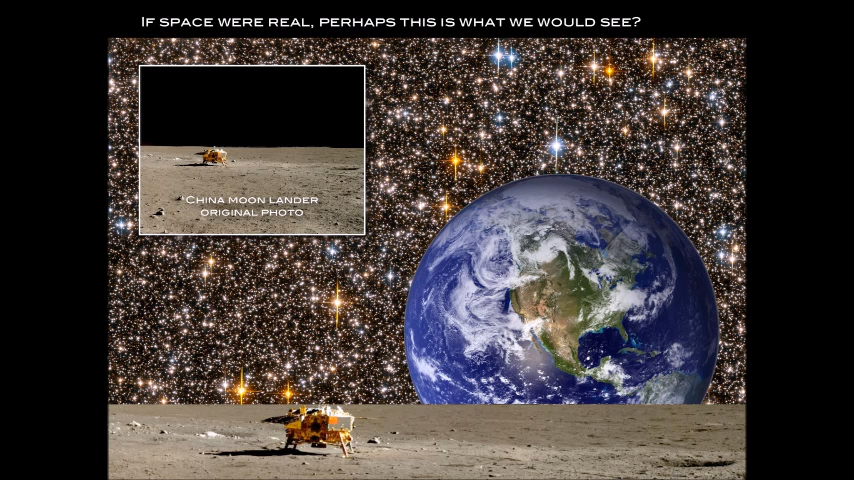 If space were real, perhaps this is what we would see?
*China moon lander
original photo